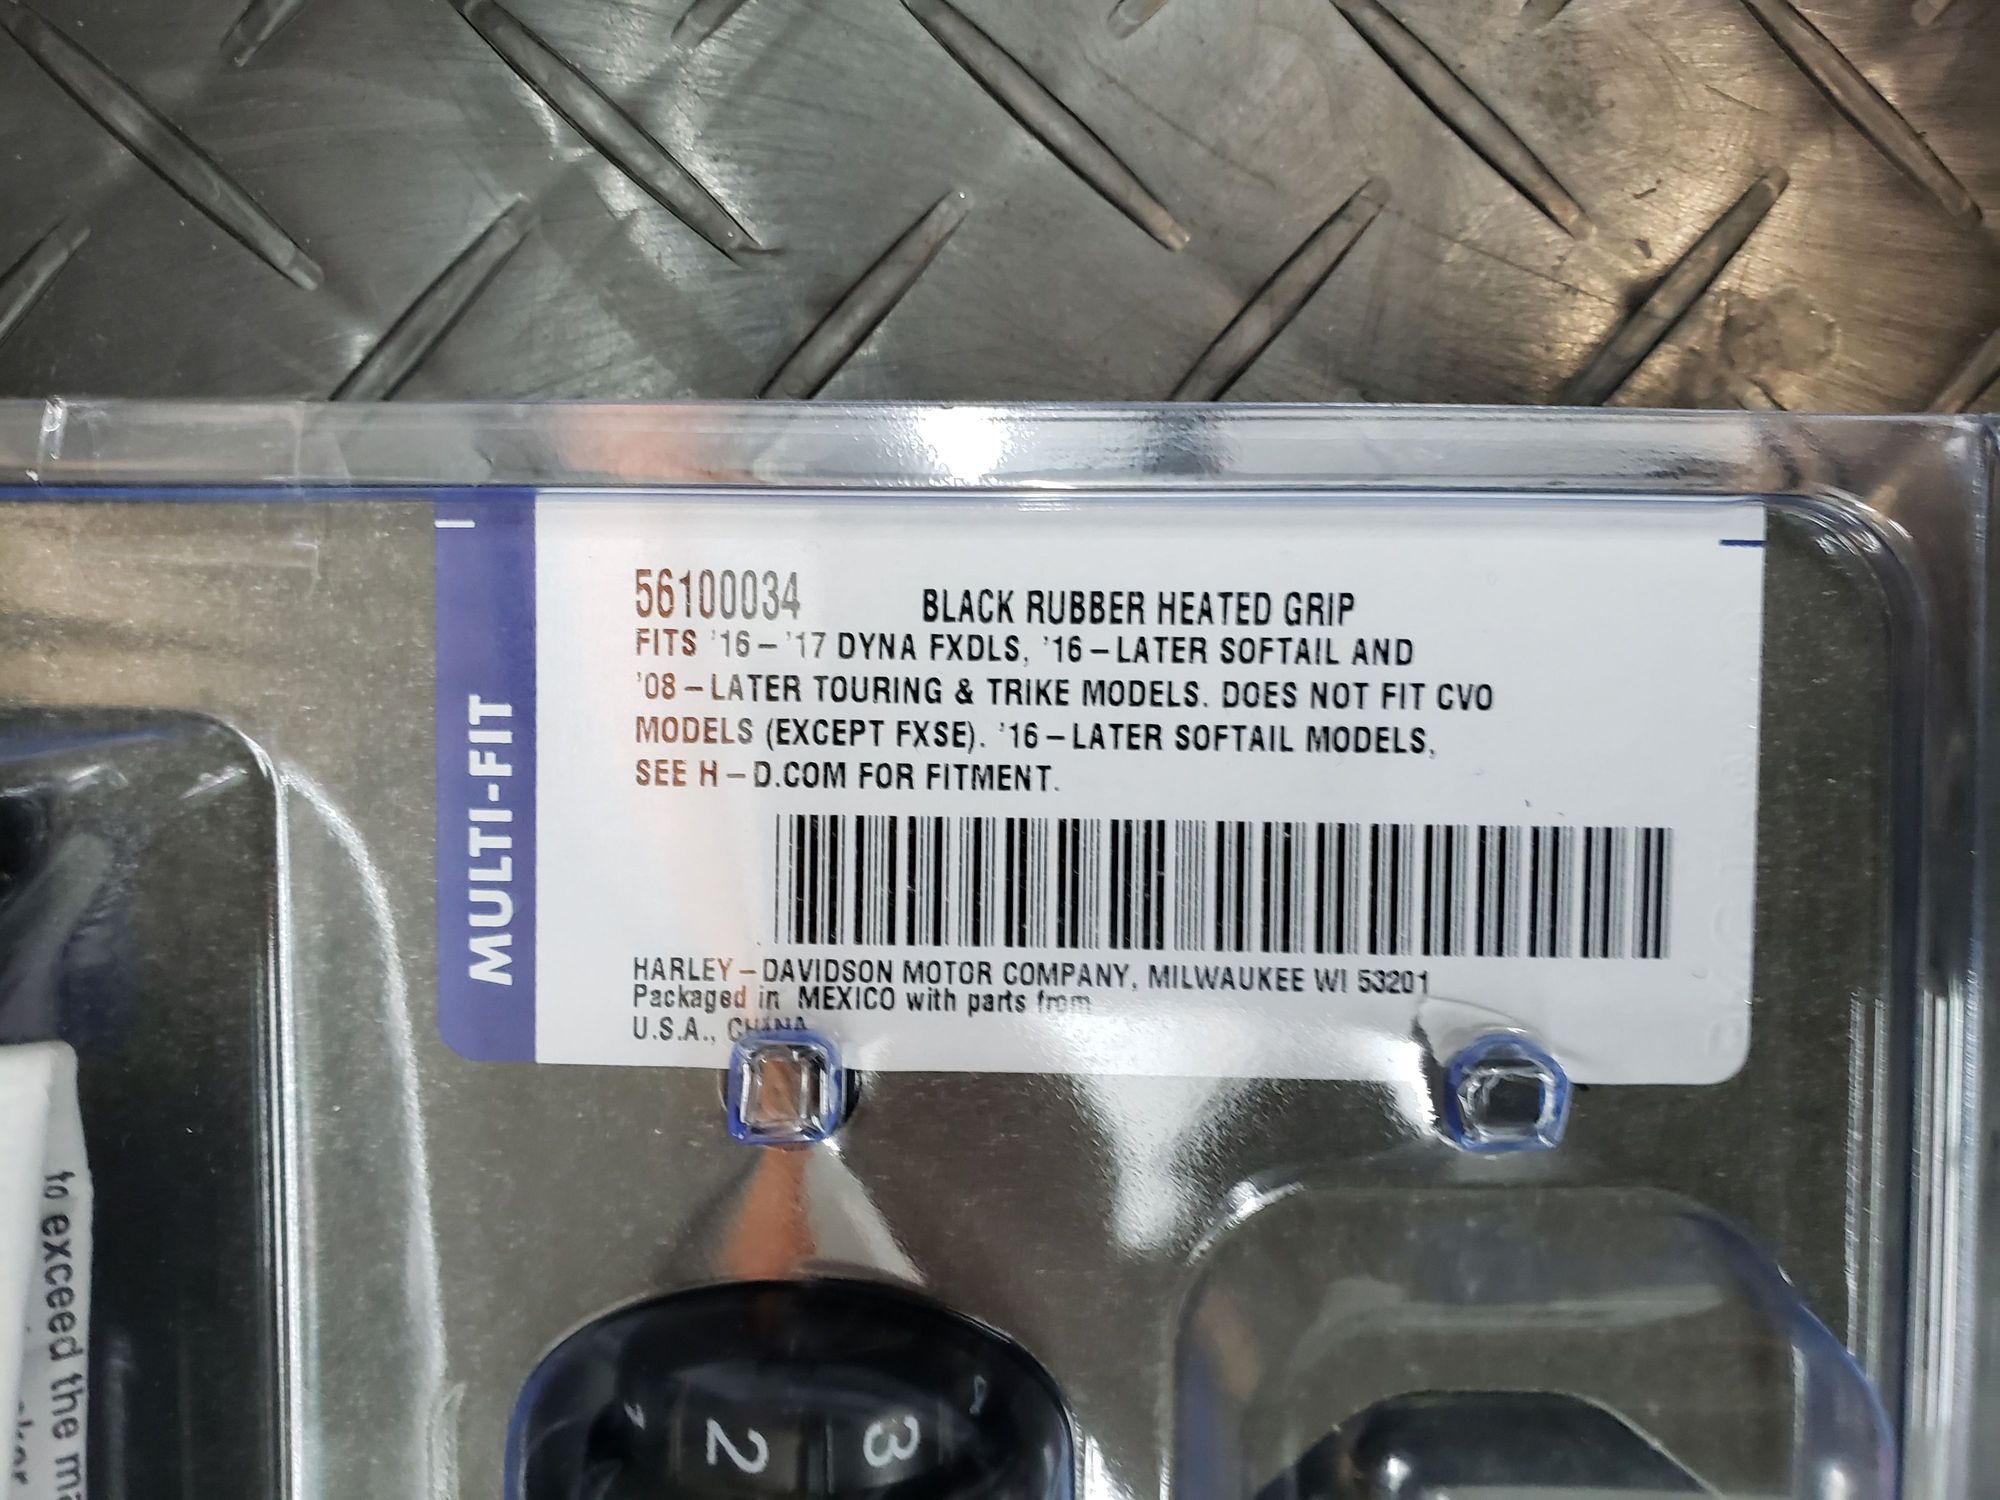 56100034 BLACK RUBBER HEATED GRIP
FITS '16–'17 DYNA FXDLS, '16–LATER SOFTAIL AND
'08–LATER TOURING & TRIKE MODELS. DOES NOT FIT CVO
MODELS (EXCEPT FXSE). '16–LATER SOFTAIL MODELS,
SEE H–D.COM FOR FITMENT.
HARLEY–DAVIDSON MOTOR COMPANY, MILWAUKEE WI 53201
Packaged in MEXICO with parts from
U.S.A., CHINA
MULTI-FIT
to exceed the
2
3